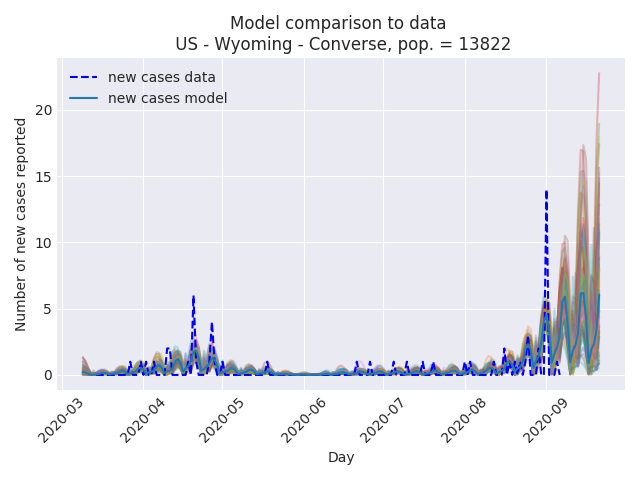 Model comparison to data
US - Wyoming - Converse, pop. = 13822
new cases data
new cases model
Number of new cases reported
20
15
10
5
0
2020-03
2020-04
2020-05
2020-06
2020-07
2020-08
2020-09
Day